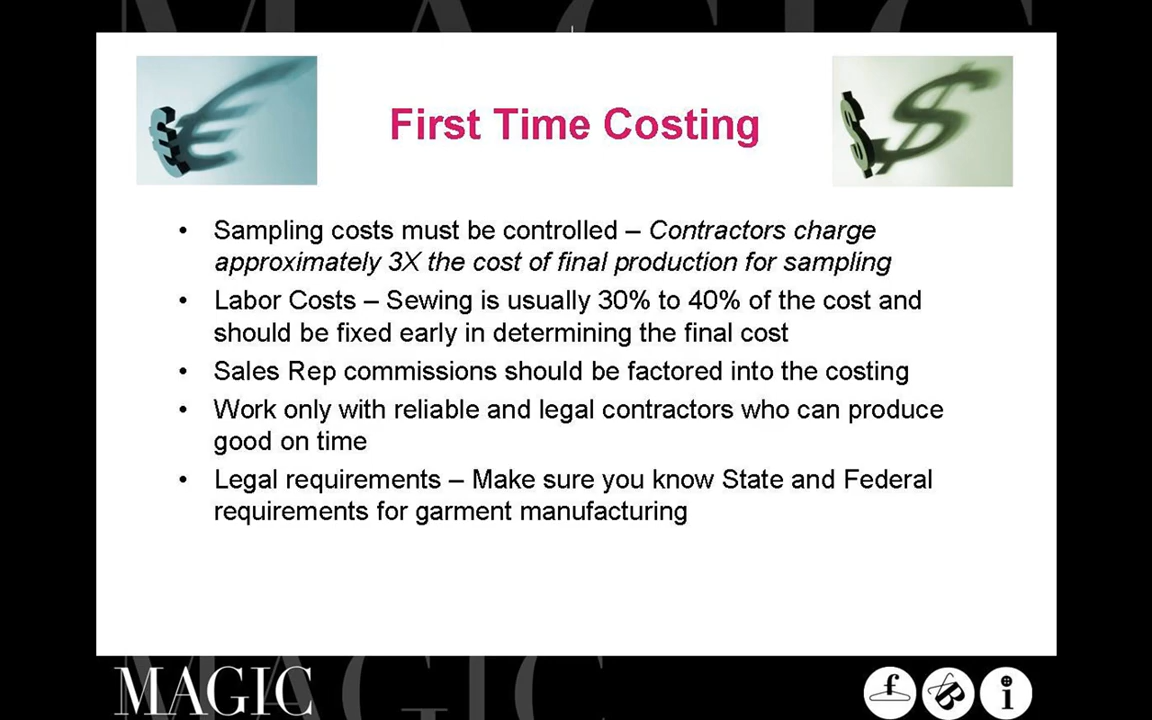 First Time Costing
• Sampling costs must be controlled – Contractors charge
approximately 3X the cost of final production for sampling
• Labor Costs – Sewing is usually 30% to 40% of the cost and
should be fixed early in determining the final cost
• Sales Rep commissions should be factored into the costing
• Work only with reliable and legal contractors who can produce
good on time
• Legal requirements – Make sure you know State and Federal
requirements for garment manufacturing
MAGIC